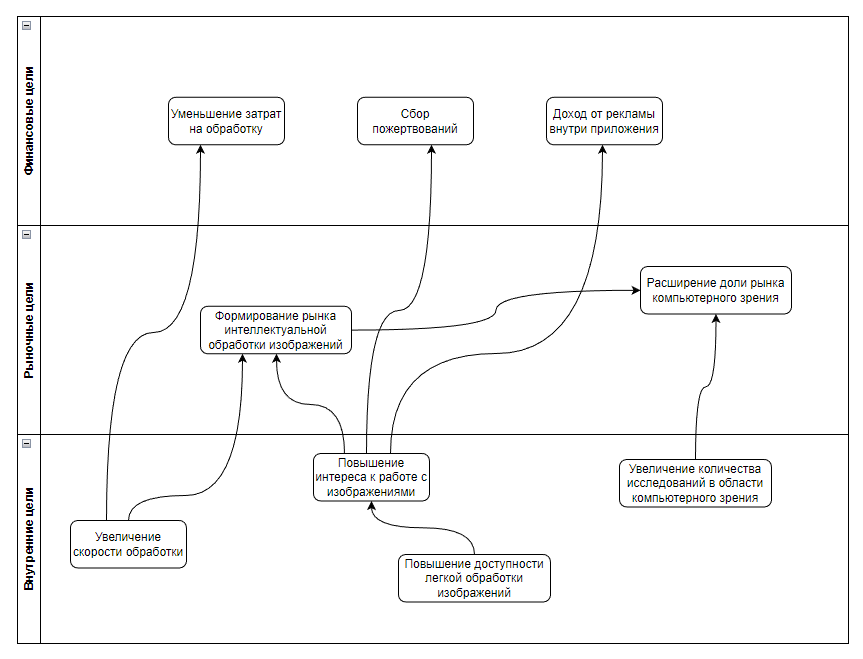 Финансовые цели
Уменьшение затрат
на обработку
Сбор
пожертвований
Доход от рекламы
внутри приложения
Рыночные цели
Расширение доли рынка
компьютерного зрения
Формирование рынка
интеллектуальной
обработки изображений
Внутренние цели
Повышение
интереса к работе с
изображениями
Увеличение количества
исследований в области
компьютерного зрения
Увеличение
скорости обработки
Повышение доступности
легкой обработки
изображений